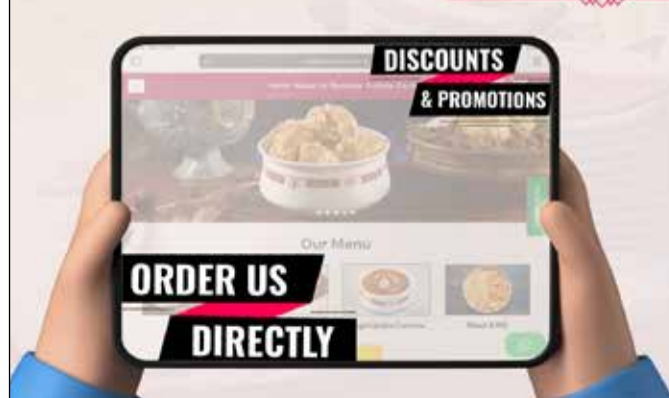 DISCOUNTS
& PROMOTIONS
Our Menu
ORDER US
DIRECTLY